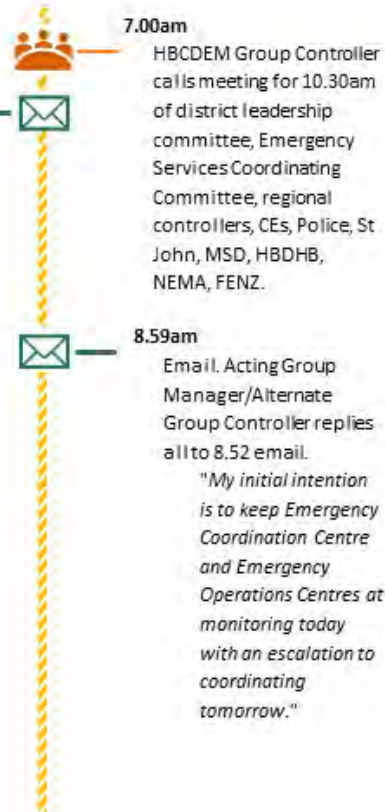 7.00am
HBCDEM Group Controller
calls meeting for 10.30am
of district leadership
committee, Emergency
Services Coordinating
Committee, regional
controllers, CEs, Police, St
John, MSD, HBDHB,
NEMA, FENZ.
8.59am
Email. Acting Group
Manager/Alternate
Group Controller replies
all to 8.52 email.
"My initial intention
is to keep Emergency
Coordination Centre
and Emergency
Operations Centres at
monitoring today
with an escalation to
coordinating
tomorrow."